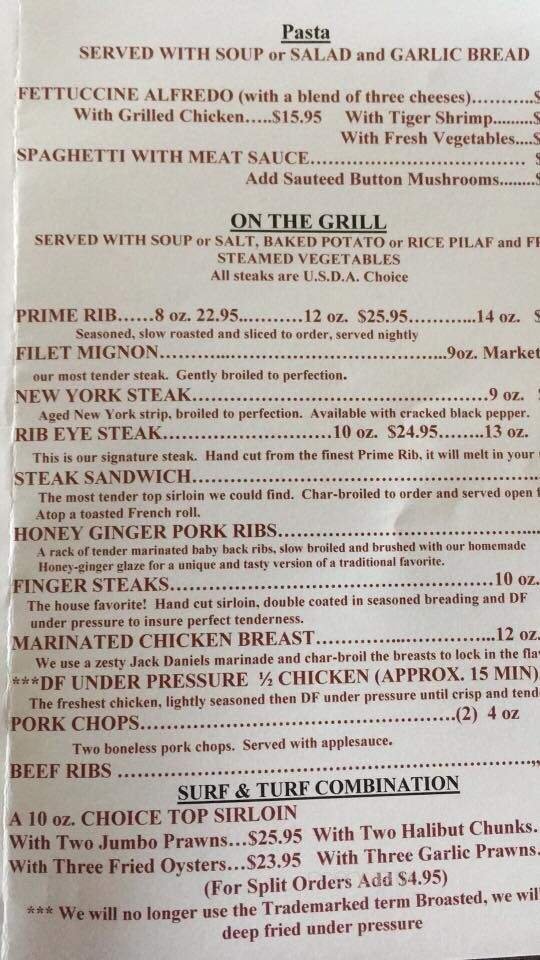 Pasta
SERVED WITH SOUP or SALAD and GARLIC BREAD
FETTUCCINE ALFREDO (with a blend of three cheeses)..........$
With Grilled Chicken.....$15.95 With Tiger Shrimp.........$
With Fresh Vegetables....$
SPAGHETTI WITH MEAT SAUCE.................................. $
Add Sauteed Button Mushrooms........$
ON THE GRILL
SERVED WITH SOUP or SALT, BAKED POTATO or RICE PILAF and
STEAMED VEGETABLES
All steaks are U.S.D.A. Choice
PRIME RIB......8 oz. 22.95...........12 oz. $25.95...........14 oz. $
Seasoned, slow roasted and sliced to order, served nightly
FILET MIGNON.............................................9oz. Market
our most tender steak. Gently broiled to perfection.
NEW YORK STEAK................................................9 oz.
Aged New York strip, broiled to perfection. Available with cracked black pepper.
RIB EYE STEAK...........................10 oz. $24.95........13 oz.
This is our signature steak. Hand cut from the finest Prime Rib, it will melt in your
STEAK SANDWICH.......................................................
The most tender top sirloin we could find. Char-broiled to order and served open
Atop a toasted French roll.
HONEY GINGER PORK RIBS..........................................
A rack of tender marinated baby back ribs, slow broiled and brushed with our homemade
Honey-ginger glaze for a unique and tasty version of a traditional favorite.
FINGER STEAKS.....................................................10 oz.
The house favorite! Hand cut sirloin, double coated in seasoned breading and DF
under pressure to insure perfect tenderness.
MARINATED CHICKEN BREAST.............................12 oz.
We use a zesty Jack Daniels marinade and char-broil the breasts to lock in the
***DF UNDER PRESSURE ½ CHICKEN (APPROX. 15 MIN)
The freshest chicken, lightly seasoned then DF under pressure until crisp and
PORK CHOPS..................................................(2) 4 oz
Two boneless pork chops. Served with applesauce.
BEEF RIBS .................................................................,,
SURF & TURF COMBINATION
A 10 oz. CHOICE TOP SIRLOIN
With Two Jumbo Prawns...$25.95 With Two Halibut Chunks.
With Three Fried Oysters...$23.95 With Three Garlic Prawns.
(For Split Orders Add $4.95)
*** We will no longer use the Trademarked term Broasted, we will
deep fried under pressure